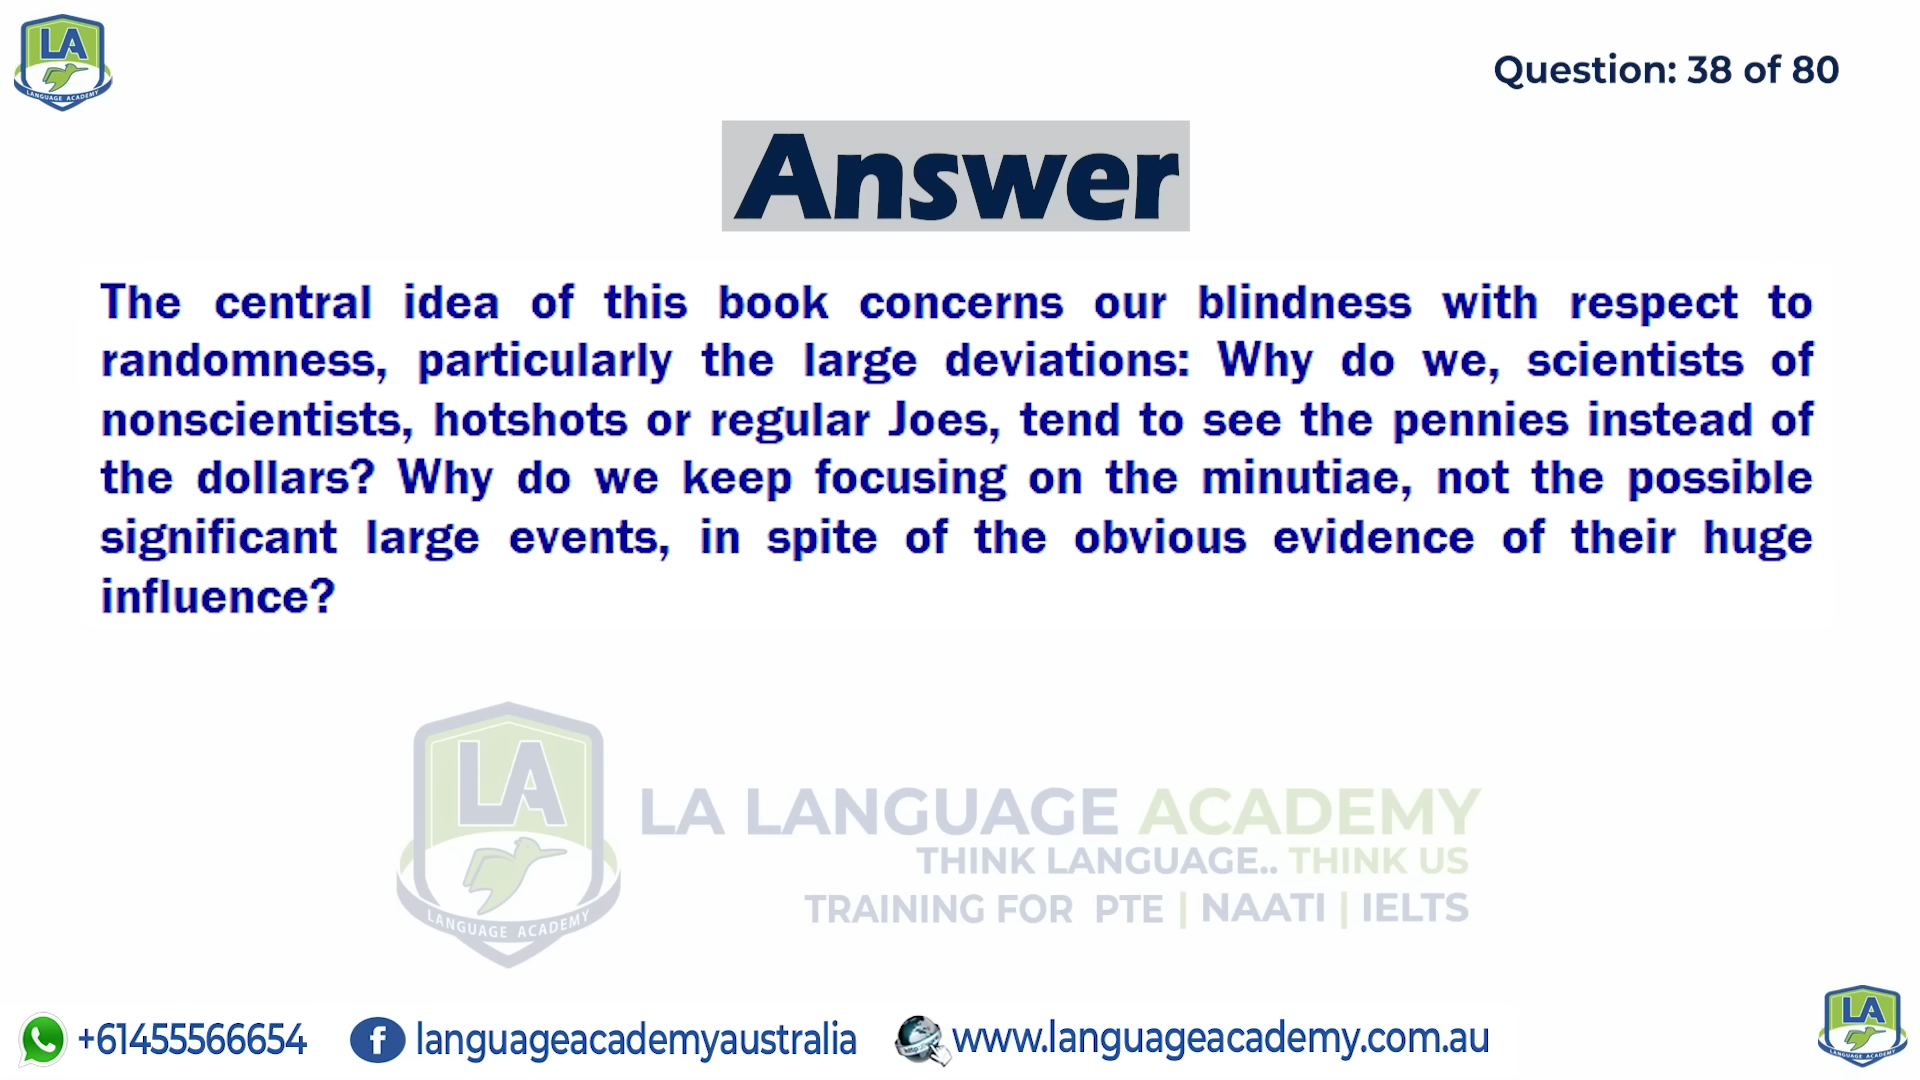 LA
LANGUAGE ACADEMY
Question: 38 of 80
Answer
The central idea of this book concerns our blindness with respect to
randomness, particularly the large deviations: Why do we, scientists of
nonscientists, hotshots or regular Joes, tend to see the pennies instead of
the dollars? Why do we keep focusing on the minutiae, not the possible
significant large events, in spite of the obvious evidence of their huge
influence?
LA
LANGUAGE ACADEMY
LA LANGUAGE ACADEMY
THINK LANGUAGE.. THINK US
TRAINING FOR PTE | NAATI | IELTS
+61455566654
f languageacademyaustralia
http://
www.languageacademy.com.au
LA
LANGUAGE ACADEMY